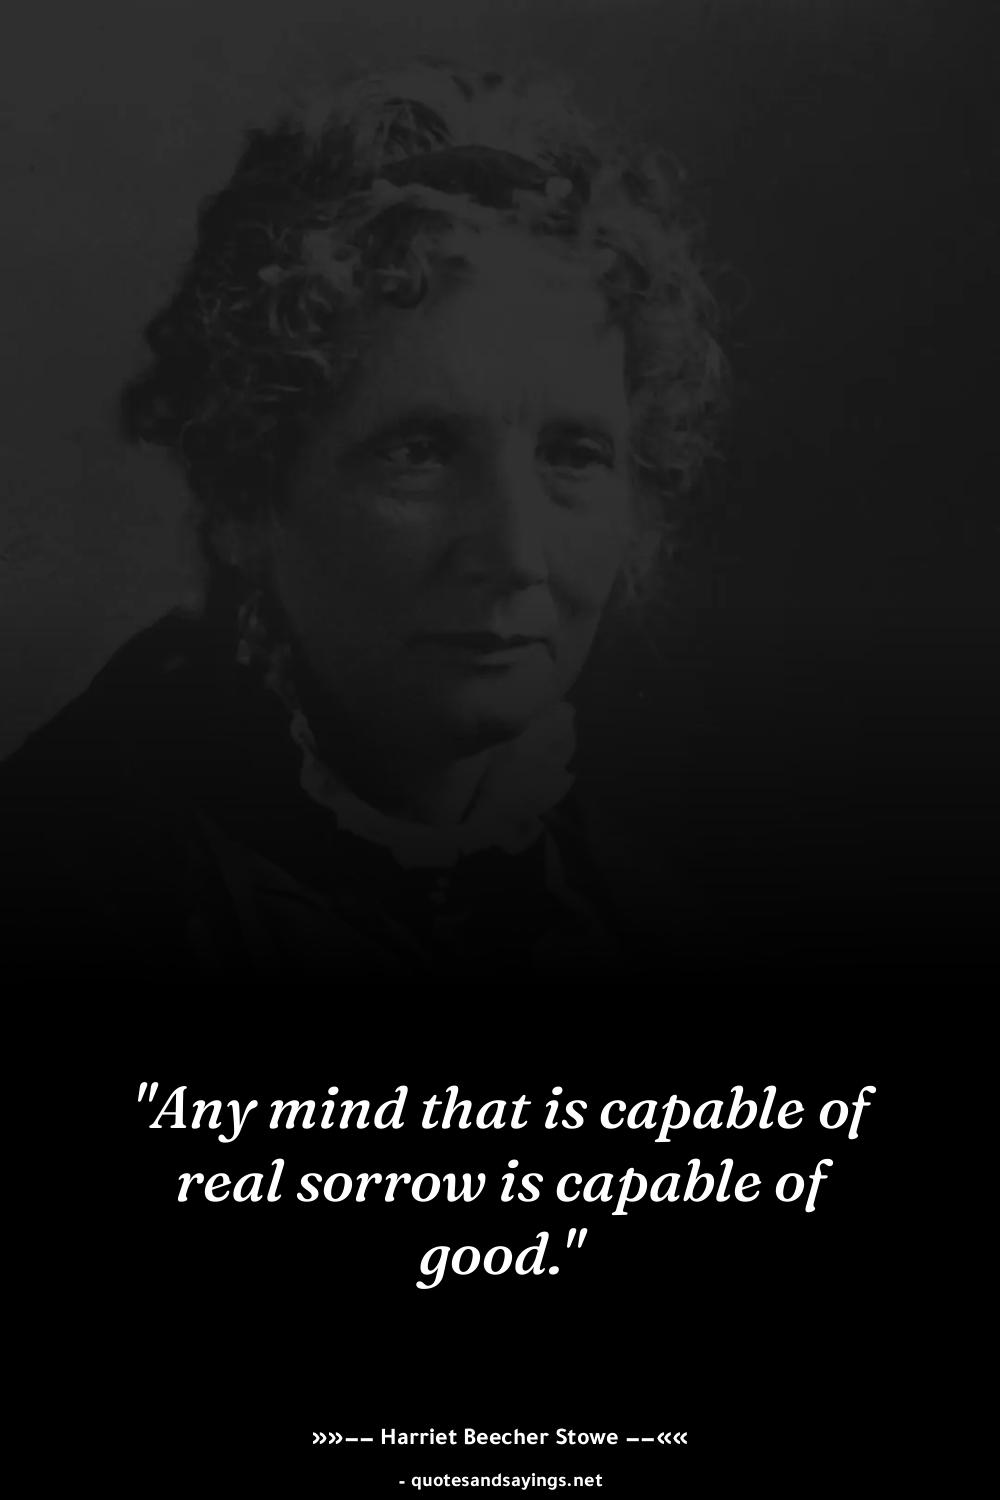 "Any mind that is capable of
real sorrow is capable of
good."
»»−− Harriet Beecher Stowe −−««
- quotesandsayings.net